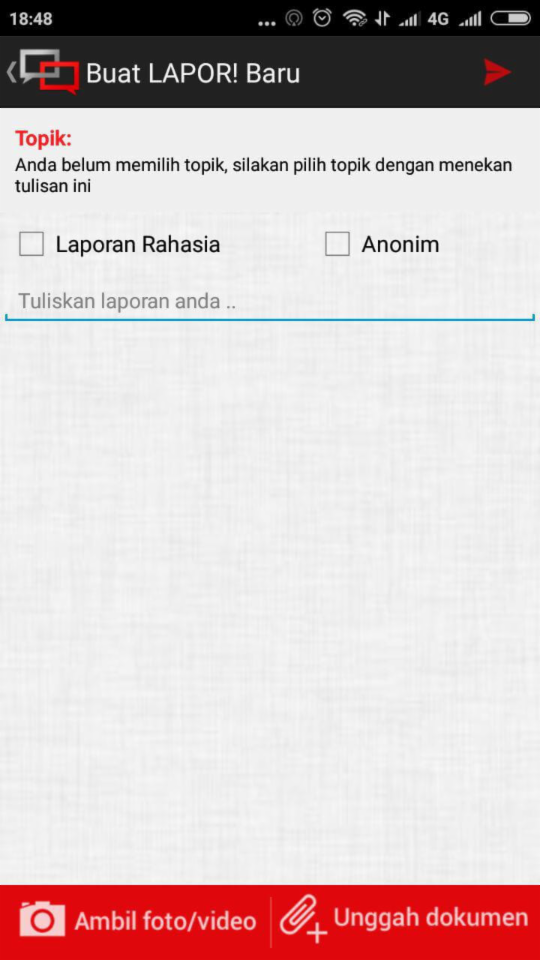 18:48
4G
Buat LAPOR! Baru
Topik:
Anda belum memilih topik, silakan pilih topik dengan menekan
tulisan ini
Laporan Rahasia
Anonim
Tuliskan laporan anda ..
Ambil foto/video
Unggah dokumen